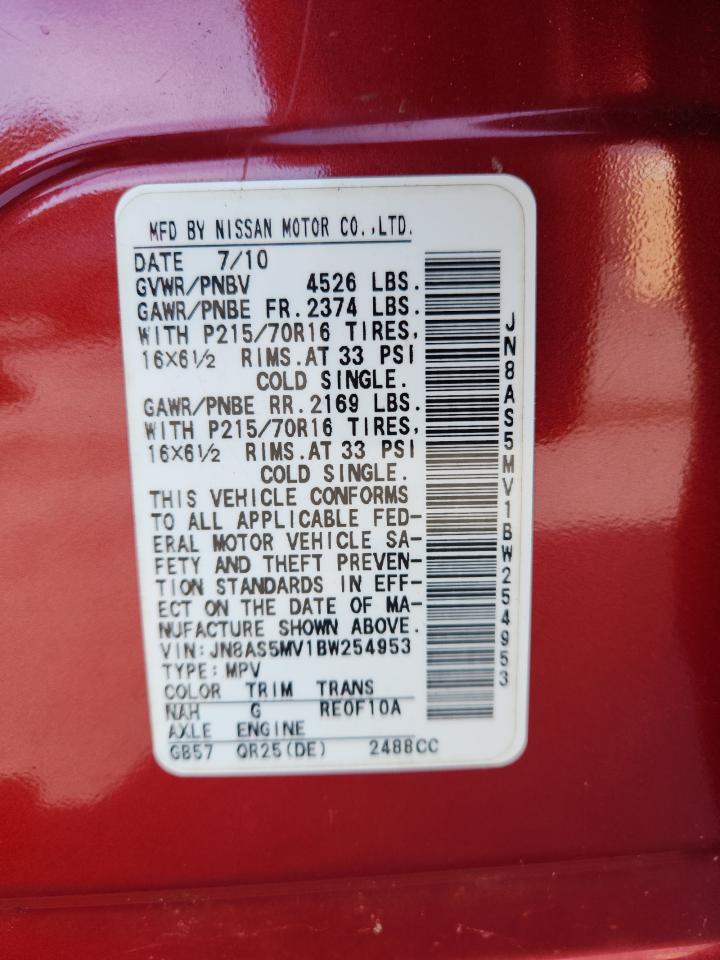 MFD BY NISSAN MOTOR CO.,LTD.
DATE 7/10
GVWR/PNBV 4526 LBS.
GAWR/PNBE FR.2374 LBS.
WITH P215/70R16 TIRES,
16X6½ RIMS.AT 33 PSI
COLD SINGLE.
GAWR/PNBE RR.2169 LBS.
WITH P215/70R16 TIRES,
16X6½ RIMS.AT 33 PSI
COLD SINGLE.
THIS VEHICLE CONFORMS
TO ALL APPLICABLE FED-
ERAL MOTOR VEHICLE SA-
FETY AND THEFT PREVEN-
TION STANDARDS IN EFF-
ECT ON THE DATE OF MA-
NUFACTURE SHOWN ABOVE.
VIN:JN8AS5MV1BW254953
TYPE:MPV
COLOR TRIM TRANS
NAH G RE0F10A
AXLE ENGINE
GB57 QR25(DE) 2488CC
JN8AS5MV1BW254953